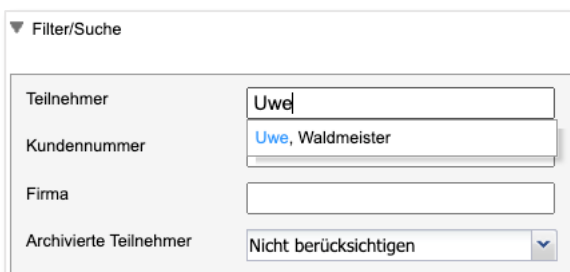 Filter/Suche
Teilnehmer
Uwe
Uwe, Waldmeister
Kundennummer
Firma
Archivierte Teilnehmer
Nicht berücksichtigen